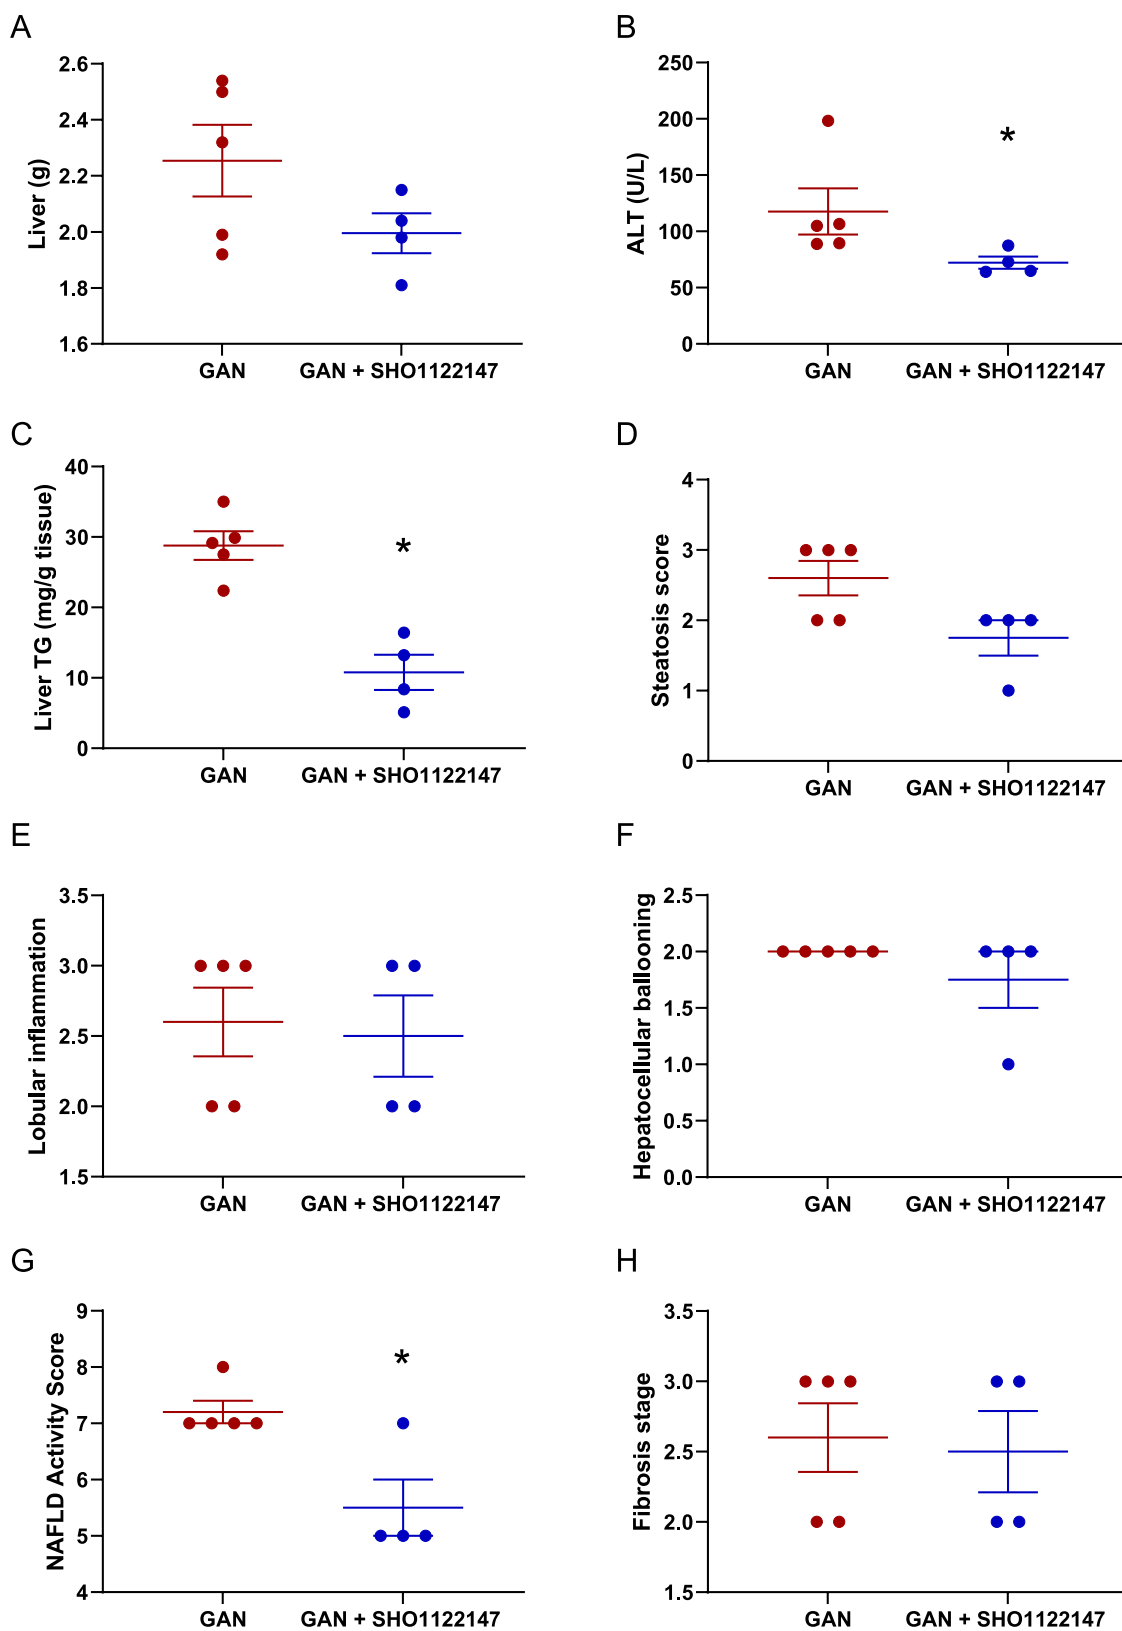 A
Liver (g)
2.6
2.4
2.2
2.0
1.8
1.6
GAN
GAN + SHO1122147
B
ALT (U/L)
250
200
150
100
50
0
*
GAN
GAN + SHO1122147
C
Liver TG (mg/g tissue)
40
30
20
10
0
*
GAN
GAN + SHO1122147
D
Steatosis score
4
3
2
1
0
GAN
GAN + SHO1122147
E
Lobular inflammation
3.5
3.0
2.5
2.0
1.5
GAN
GAN + SHO1122147
F
Hepatocellular ballooning
2.5
2.0
1.5
1.0
0.5
0.0
GAN
GAN + SHO1122147
G
NAFLD Activity Score
9
8
7
6
5
4
*
GAN
GAN + SHO1122147
H
Fibrosis stage
3.5
3.0
2.5
2.0
1.5
GAN
GAN + SHO1122147